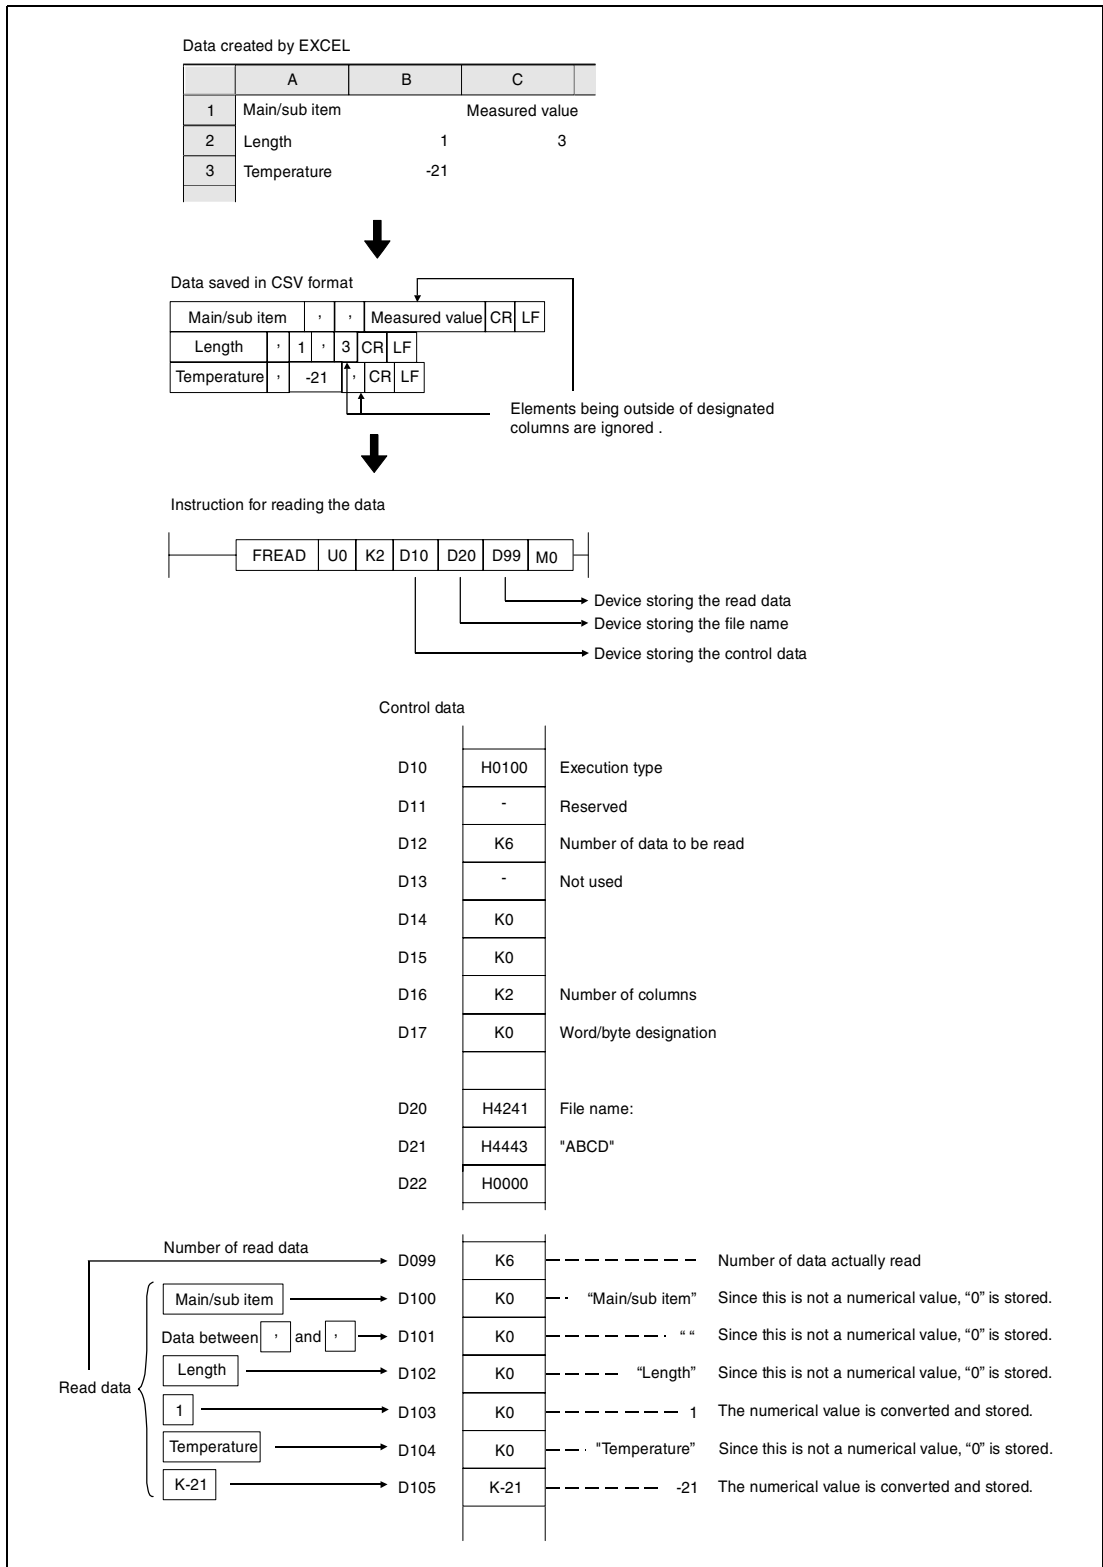 Data created by EXCEL
A B C
1 Main/sub item Measured value
2 Length 1 3
3 Temperature -21
Data saved in CSV format
Main/sub item , , Measured value CR LF
Length , 1 , 3 CR LF
Temperature , -21 , CR LF
Elements being outside of designated
columns are ignored .
Instruction for reading the data
FREAD U0 K2 D10 D20 D99 M0
Device storing the read data
Device storing the file name
Device storing the control data
Control data
D10 H0100 Execution type
D11 - Reserved
D12 K6 Number of data to be read
D13 - Not used
D14 K0
D15 K0
D16 K2 Number of columns
D17 K0 Word/byte designation
D20 H4241 File name:
D21 H4443 "ABCD"
D22 H0000
Number of read data D099 K6 Number of data actually read
Main/sub item D100 K0 “Main/sub item” Since this is not a numerical value, “0” is stored.
Data between , and , D101 K0 “ “ Since this is not a numerical value, “0” is stored.
Length D102 K0 “Length” Since this is not a numerical value, “0” is stored.
Read data
1 D103 K0 1 The numerical value is converted and stored.
Temperature D104 K0 "Temperature” Since this is not a numerical value, “0” is stored.
K-21 D105 K-21 -21 The numerical value is converted and stored.